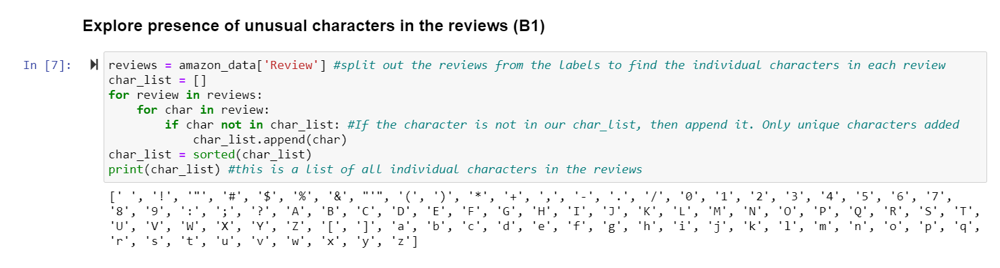 Explore presence of unusual characters in the reviews (B1)
In [7]:
reviews = amazon_data['Review'] #split out the reviews from the labels to find the individual characters in each review
char_list = []
for review in reviews:
    for char in review:
        if char not in char_list: #If the character is not in our char_list, then append it. Only unique characters added
            char_list.append(char)
char_list = sorted(char_list)
print(char_list) #this is a list of all individual characters in the reviews
[' ', '!', '"', '#', '$', '%', '&', "'", '(', ')', '*', '+', ',', '-', '.', '/', '0', '1', '2', '3', '4', '5', '6', '7',
'8', '9', ':', ';', '?', 'A', 'B', 'C', 'D', 'E', 'F', 'G', 'H', 'I', 'J', 'K', 'L', 'M', 'N', 'O', 'P', 'Q', 'R', 'S', 'T',
'U', 'V', 'W', 'X', 'Y', 'Z', '[', ']', 'a', 'b', 'c', 'd', 'e', 'f', 'g', 'h', 'i', 'j', 'k', 'l', 'm', 'n', 'o', 'p', 'q',
'r', 's', 't', 'u', 'v', 'w', 'x', 'y', 'z']